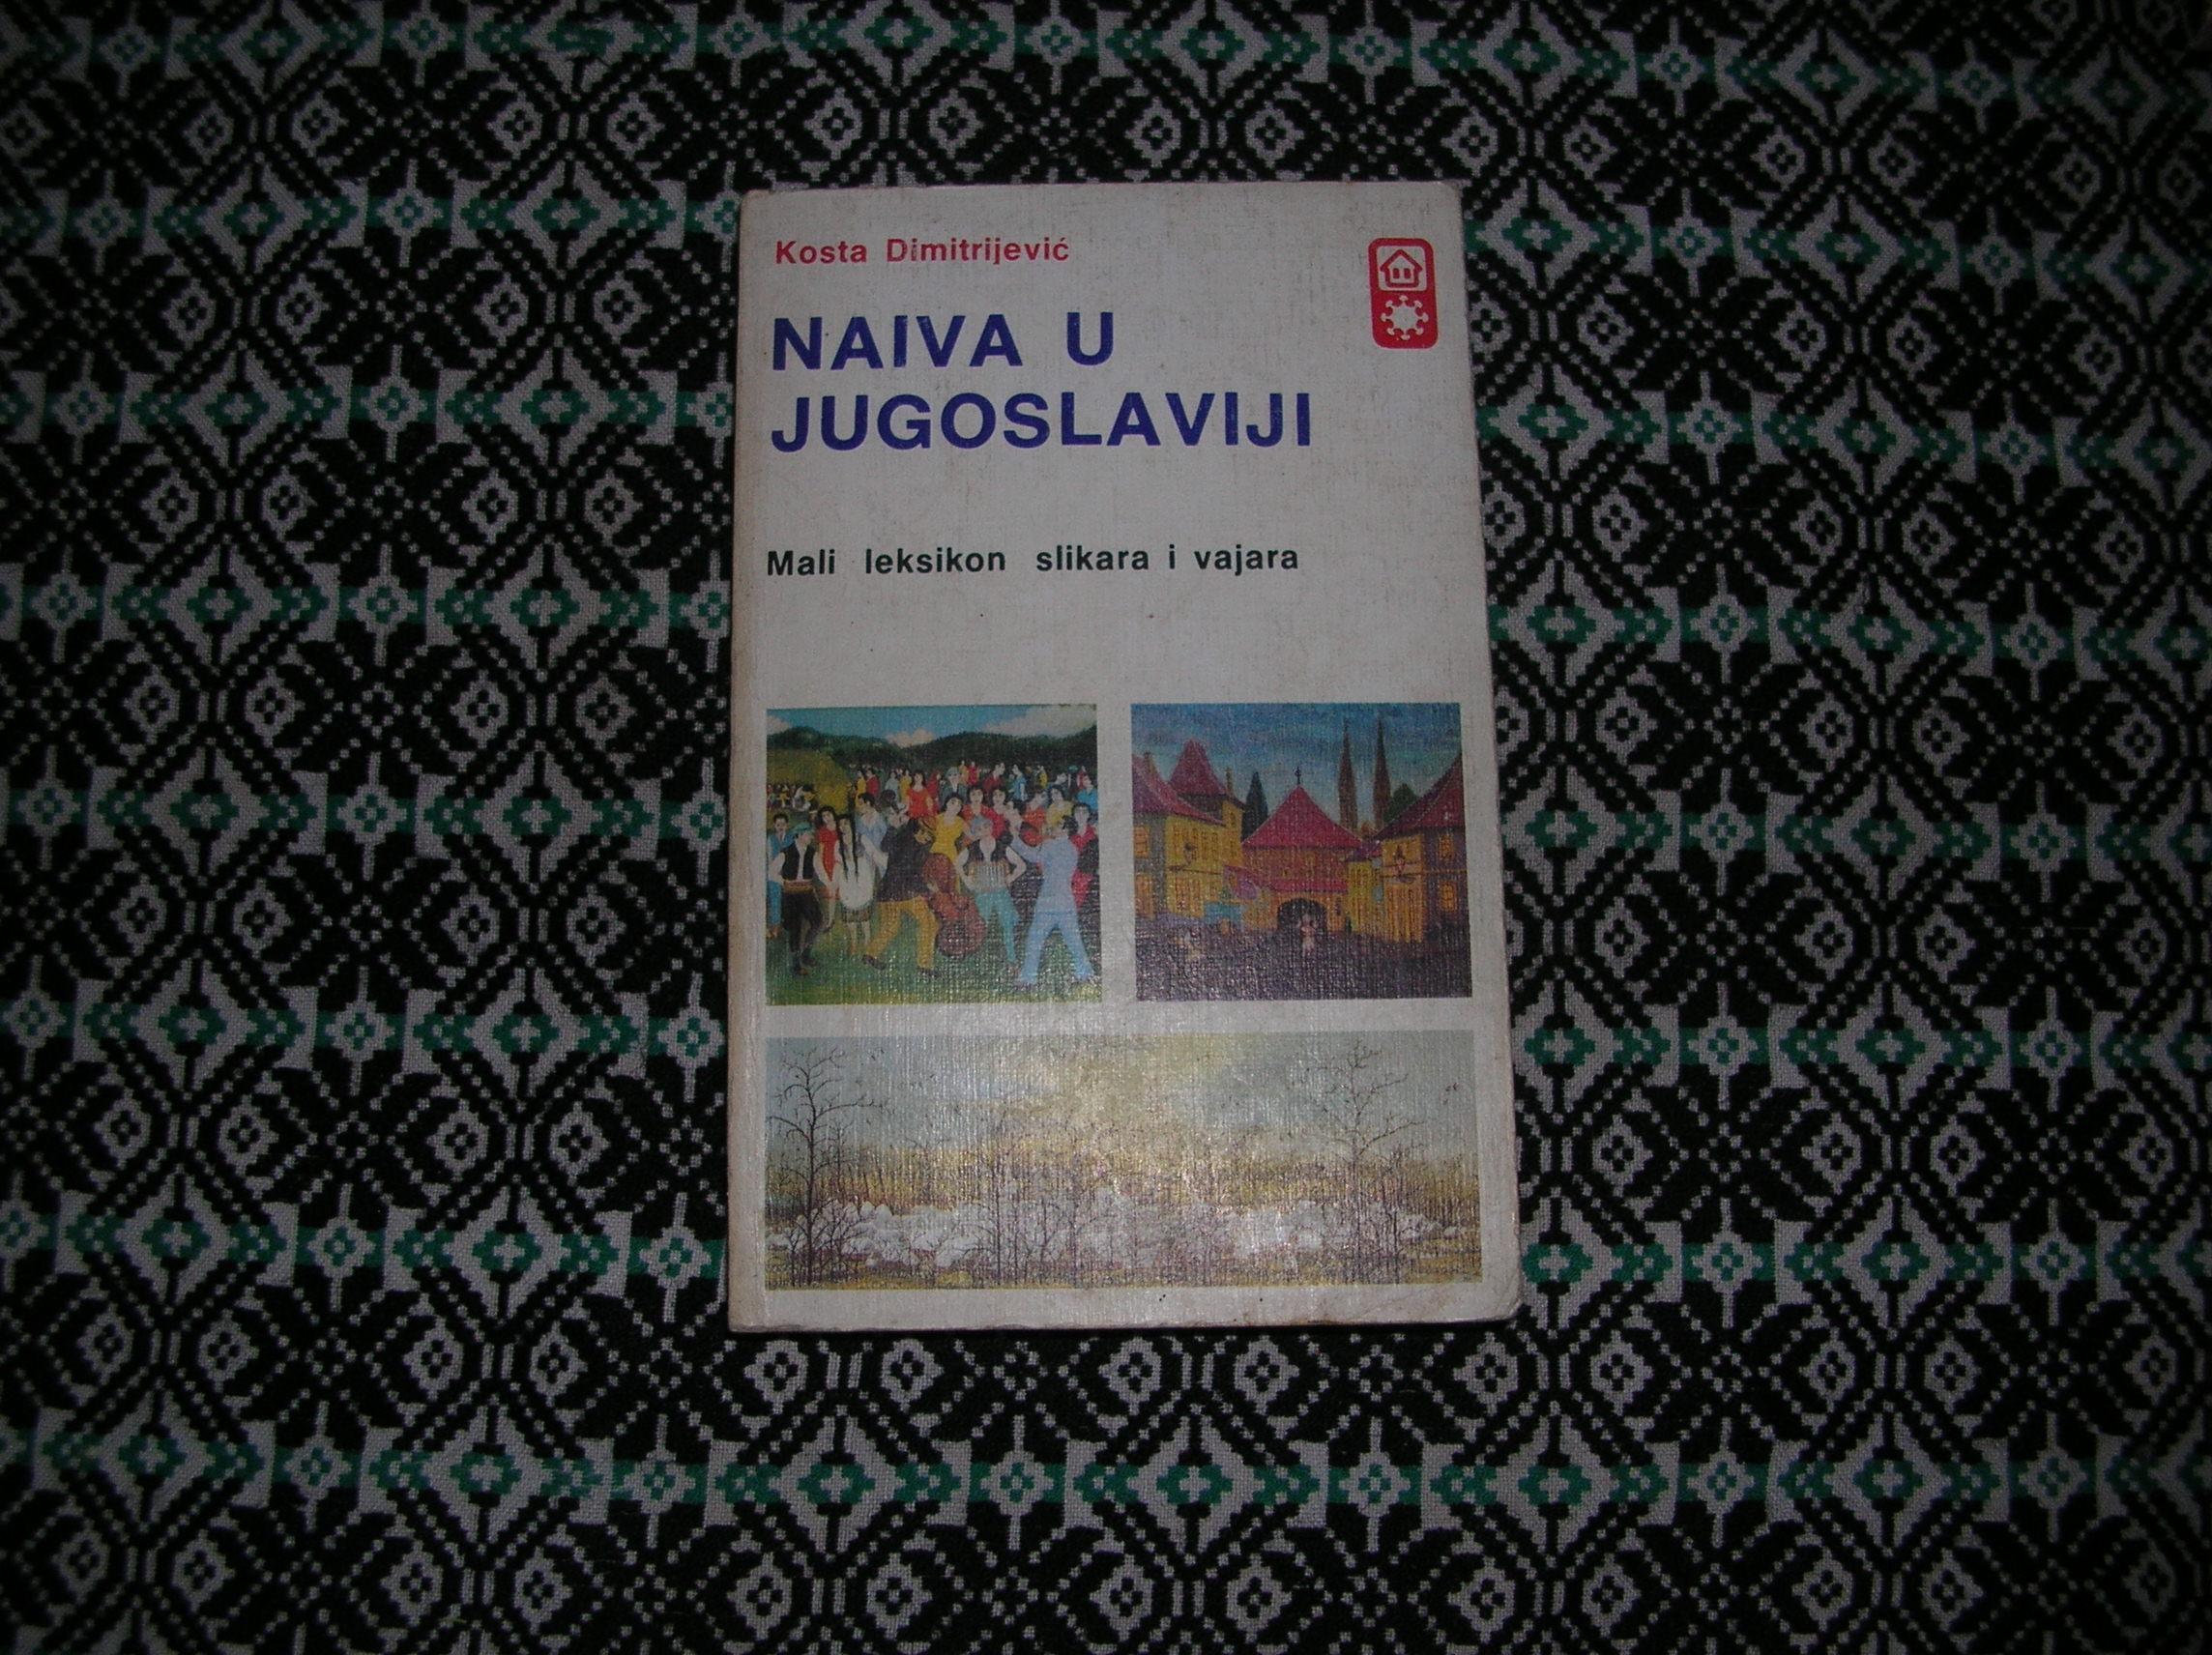 Kosta Dimitrijević
NAIVA U
JUGOSLAVIJI
Mali leksikon slikara i vajara